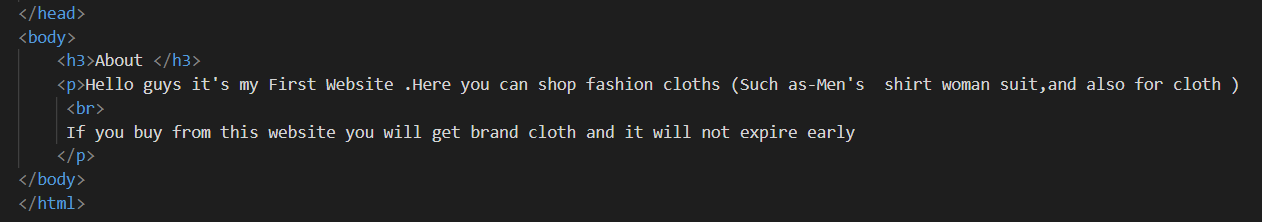 </head>
<body>
<h3>About </h3>
<p>Hello guys it's my First Website .Here you can shop fashion cloths (Such as-Men's  shirt woman suit,and also for cloth )
<br>
If you buy from this website you will get brand cloth and it will not expire early
</p>
</body>
</html>